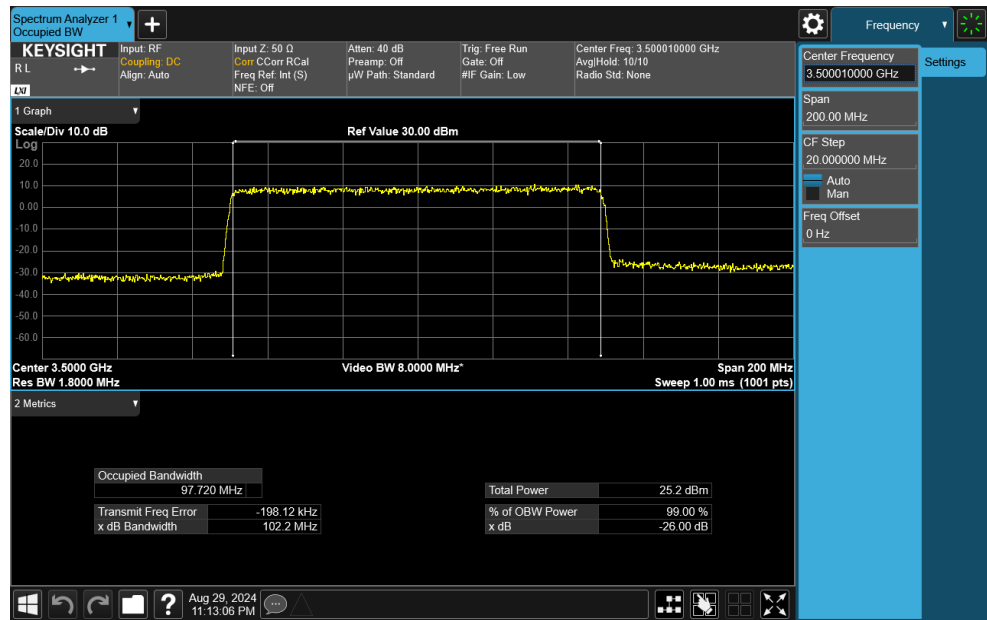 Spectrum Analyzer 1
Occupied BW
Frequency
KEYSIGHT
R L
LXI
Input: RF
Coupling: DC
Align: Auto
Input Z: 50 Ω
Corr CCorr RCal
Freq Ref: Int (S)
NFE: Off
Atten: 40 dB
Preamp: Off
µW Path: Standard
Trig: Free Run
Gate: Off
#IF Gain: Low
Center Freq: 3.500010000 GHz
Avg|Hold: 10/10
Radio Std: None
Center Frequency
3.500010000 GHz
Settings
Span
200.00 MHz
CF Step
20.000000 MHz
Auto
Man
Freq Offset
0 Hz
1 Graph
Scale/Div 10.0 dB
Ref Value 30.00 dBm
Log
20.0
10.0
0.00
-10.0
-20.0
-30.0
-40.0
-50.0
-60.0
Center 3.5000 GHz
Video BW 8.0000 MHz*
Span 200 MHz
Res BW 1.8000 MHz
Sweep 1.00 ms (1001 pts)
2 Metrics
Occupied Bandwidth
97.720 MHz
Total Power 25.2 dBm
Transmit Freq Error -198.12 kHz
% of OBW Power 99.00 %
x dB Bandwidth 102.2 MHz
x dB -26.00 dB
Aug 29, 2024
11:13:06 PM